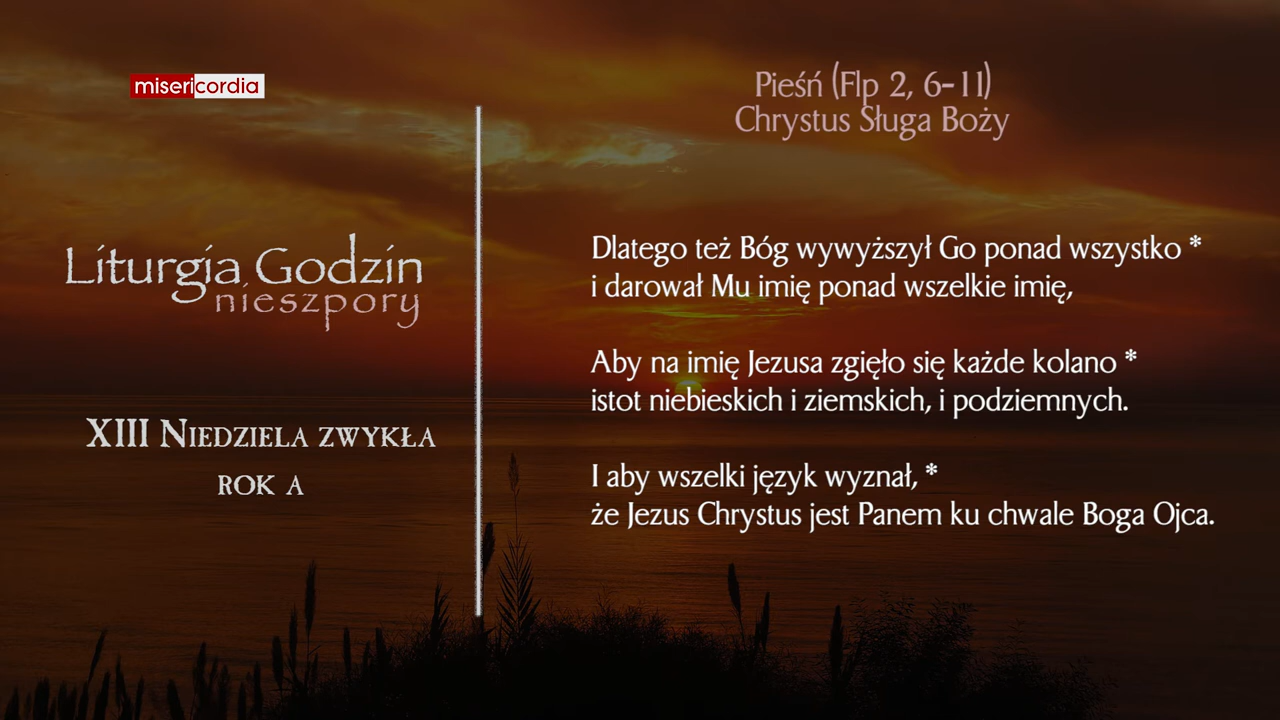 misericordia
Liturgia Godzin
nieszpory
XIII Niedziela zwykła
rok A
Pieśń (Flp 2, 6-11)
Chrystus Sługa Boży
Dlatego też Bóg wywyższył Go ponad wszystko *
i darował Mu imię ponad wszelkie imię,
Aby na imię Jezusa zgięło się każde kolano *
istot niebieskich i ziemskich, i podziemnych.
I aby wszelki język wyznał, *
że Jezus Chrystus jest Panem ku chwale Boga Ojca.